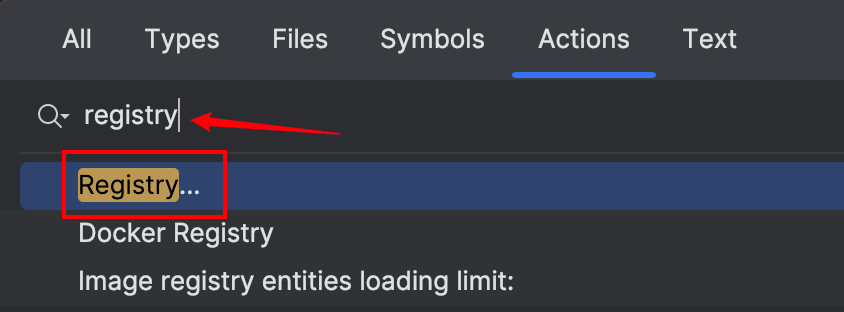 All Types Files Symbols Actions Text
registry
Registry...
Docker Registry
Image registry entities loading limit: